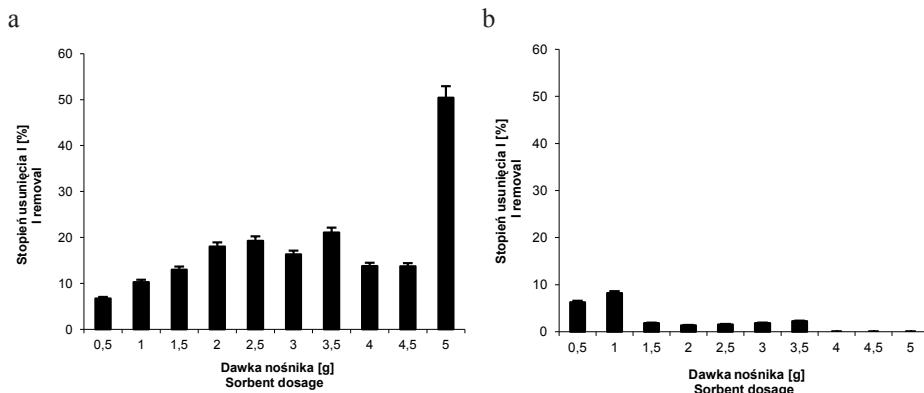 a
60
50
40
30
20
10
0
Stopień usunięcia I [%]
I removal
0,5 1 1,5 2 2,5 3 3,5 4 4,5 5
Dawka nośnika [g]
Sorbent dosage
b
60
50
40
30
20
10
0
Stopień usunięcia I [%]
I removal
0,5 1 1,5 2 2,5 3 3,5 4 4,5 5
Dawka nośnika [g]
Sorbent dosage